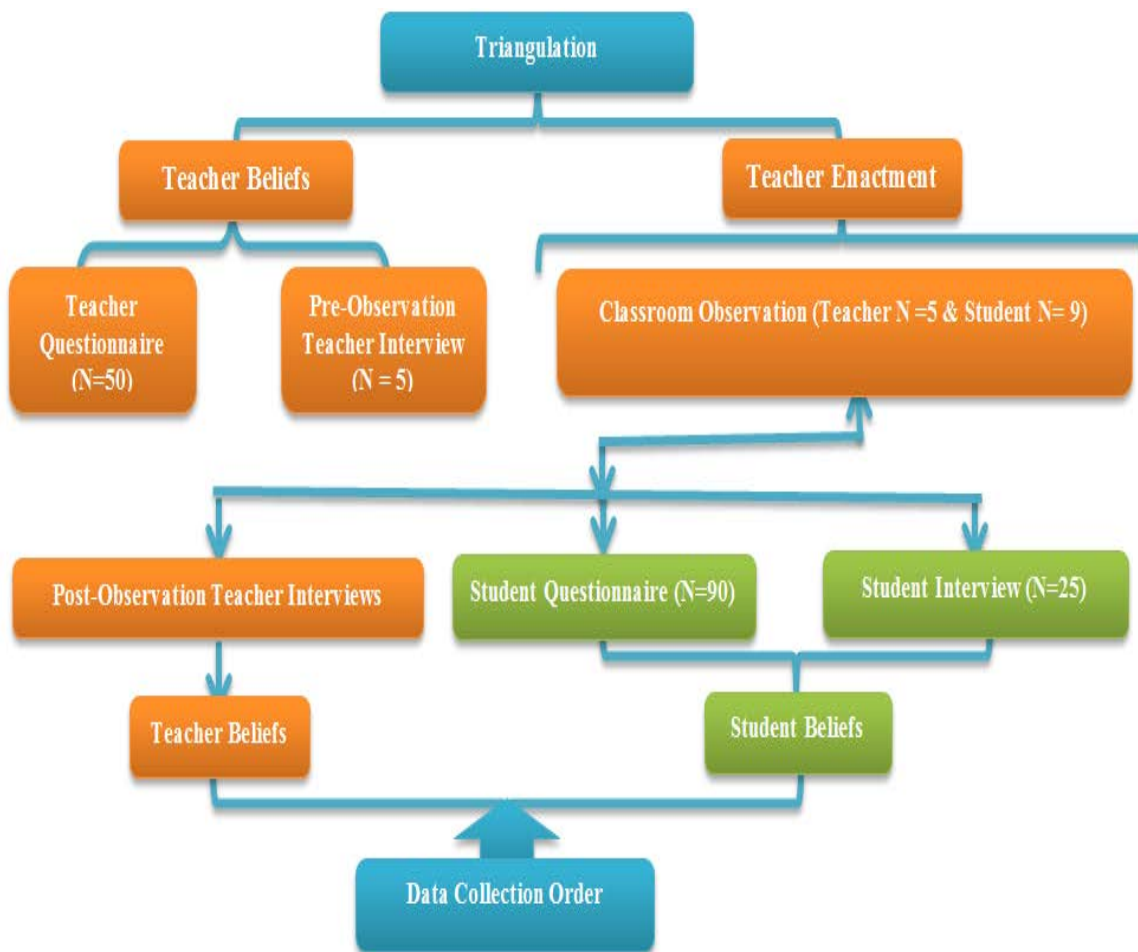 Triangulation
Teacher Beliefs
Teacher Enactment
Teacher
Questionnaire
(N=50)
Pre-Observation
Teacher Interview
(N = 5)
Classroom Observation (Teacher N =5 & Student N= 9)
Post-Observation Teacher Interviews
Student Questionnaire (N=90)
Student Interview (N=25)
Teacher Beliefs
Student Beliefs
Data Collection Order